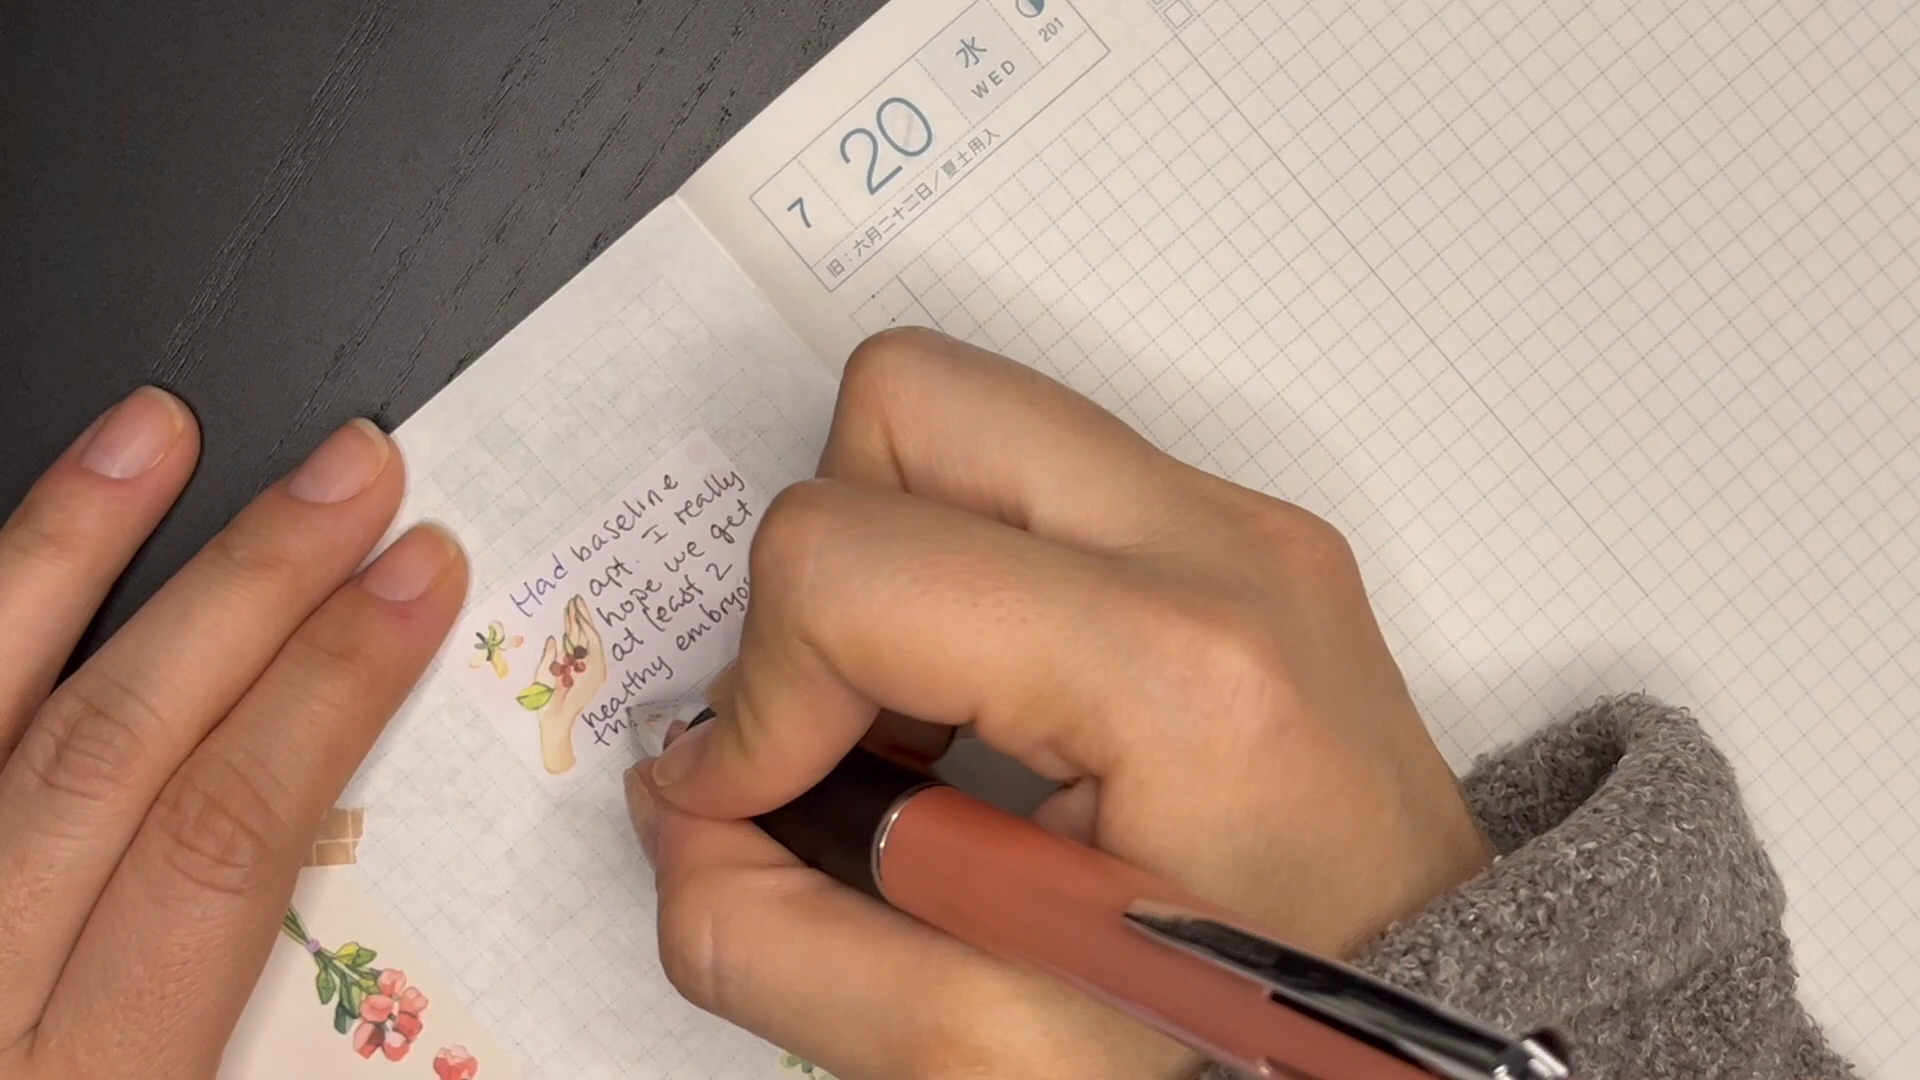 7
20
水
WED
201
旧：六月二十二日／夏土用入
Had baseline
apt. I really
hope we get
at least 2
healthy embryos